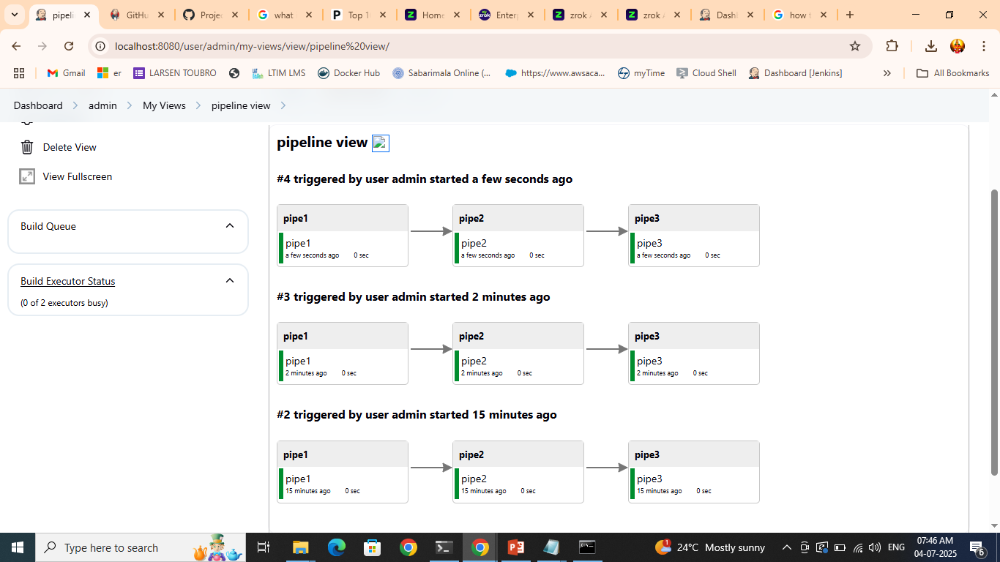 pipeli
GitHu
Projec
what
Top 1
Home
Enterp
zrok A
zrok A
Dashb
how t
localhost:8080/user/admin/my-views/view/pipeline%20view/
Gmail
er
LARSEN TOUBRO
LTIM LMS
Docker Hub
Sabarimala Online (...
https://www.awsaca...
myTime
Cloud Shell
Dashboard [Jenkins]
»
All Bookmarks
Dashboard > admin > My Views > pipeline view >
Delete View
View Fullscreen
Build Queue
Build Executor Status
(0 of 2 executors busy)
pipeline view
#4 triggered by user admin started a few seconds ago
pipe1 pipe2 pipe3
pipe1 pipe2 pipe3
a few seconds ago 0 sec a few seconds ago 0 sec a few seconds ago 0 sec
#3 triggered by user admin started 2 minutes ago
pipe1 pipe2 pipe3
pipe1 pipe2 pipe3
2 minutes ago 0 sec 2 minutes ago 0 sec 2 minutes ago 0 sec
#2 triggered by user admin started 15 minutes ago
pipe1 pipe2 pipe3
pipe1 pipe2 pipe3
15 minutes ago 0 sec 15 minutes ago 0 sec 15 minutes ago 0 sec
Type here to search
1
24°C Mostly sunny
ENG
07:46 AM
04-07-2025
6